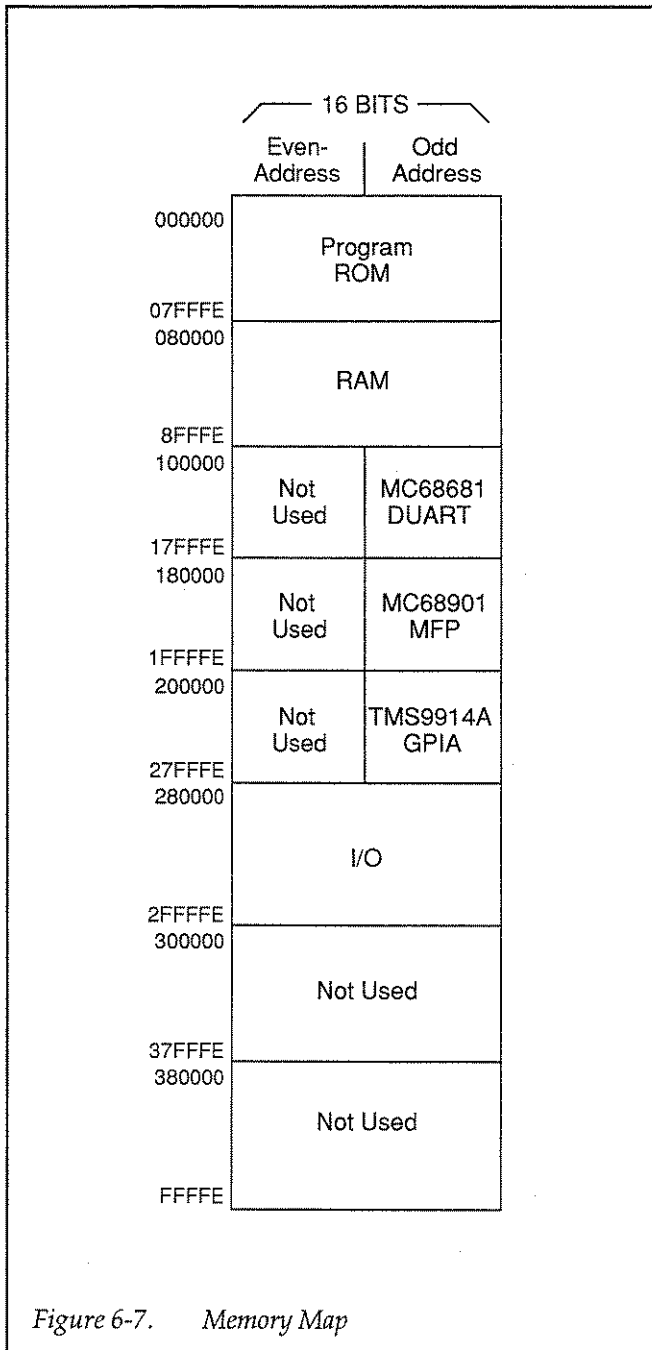 16 BITS
Even-
Address
Odd
Address
000000
Program
ROM
07FFFE
080000
RAM
8FFFE
100000
Not
Used
MC68681
DUART
17FFFE
180000
Not
Used
MC68901
MFP
1FFFFE
200000
Not
Used
TMS9914A
GPIA
27FFFE
280000
I/O
2FFFFE
300000
Not Used
37FFFE
380000
Not Used
FFFFE
Figure 6-7. Memory Map